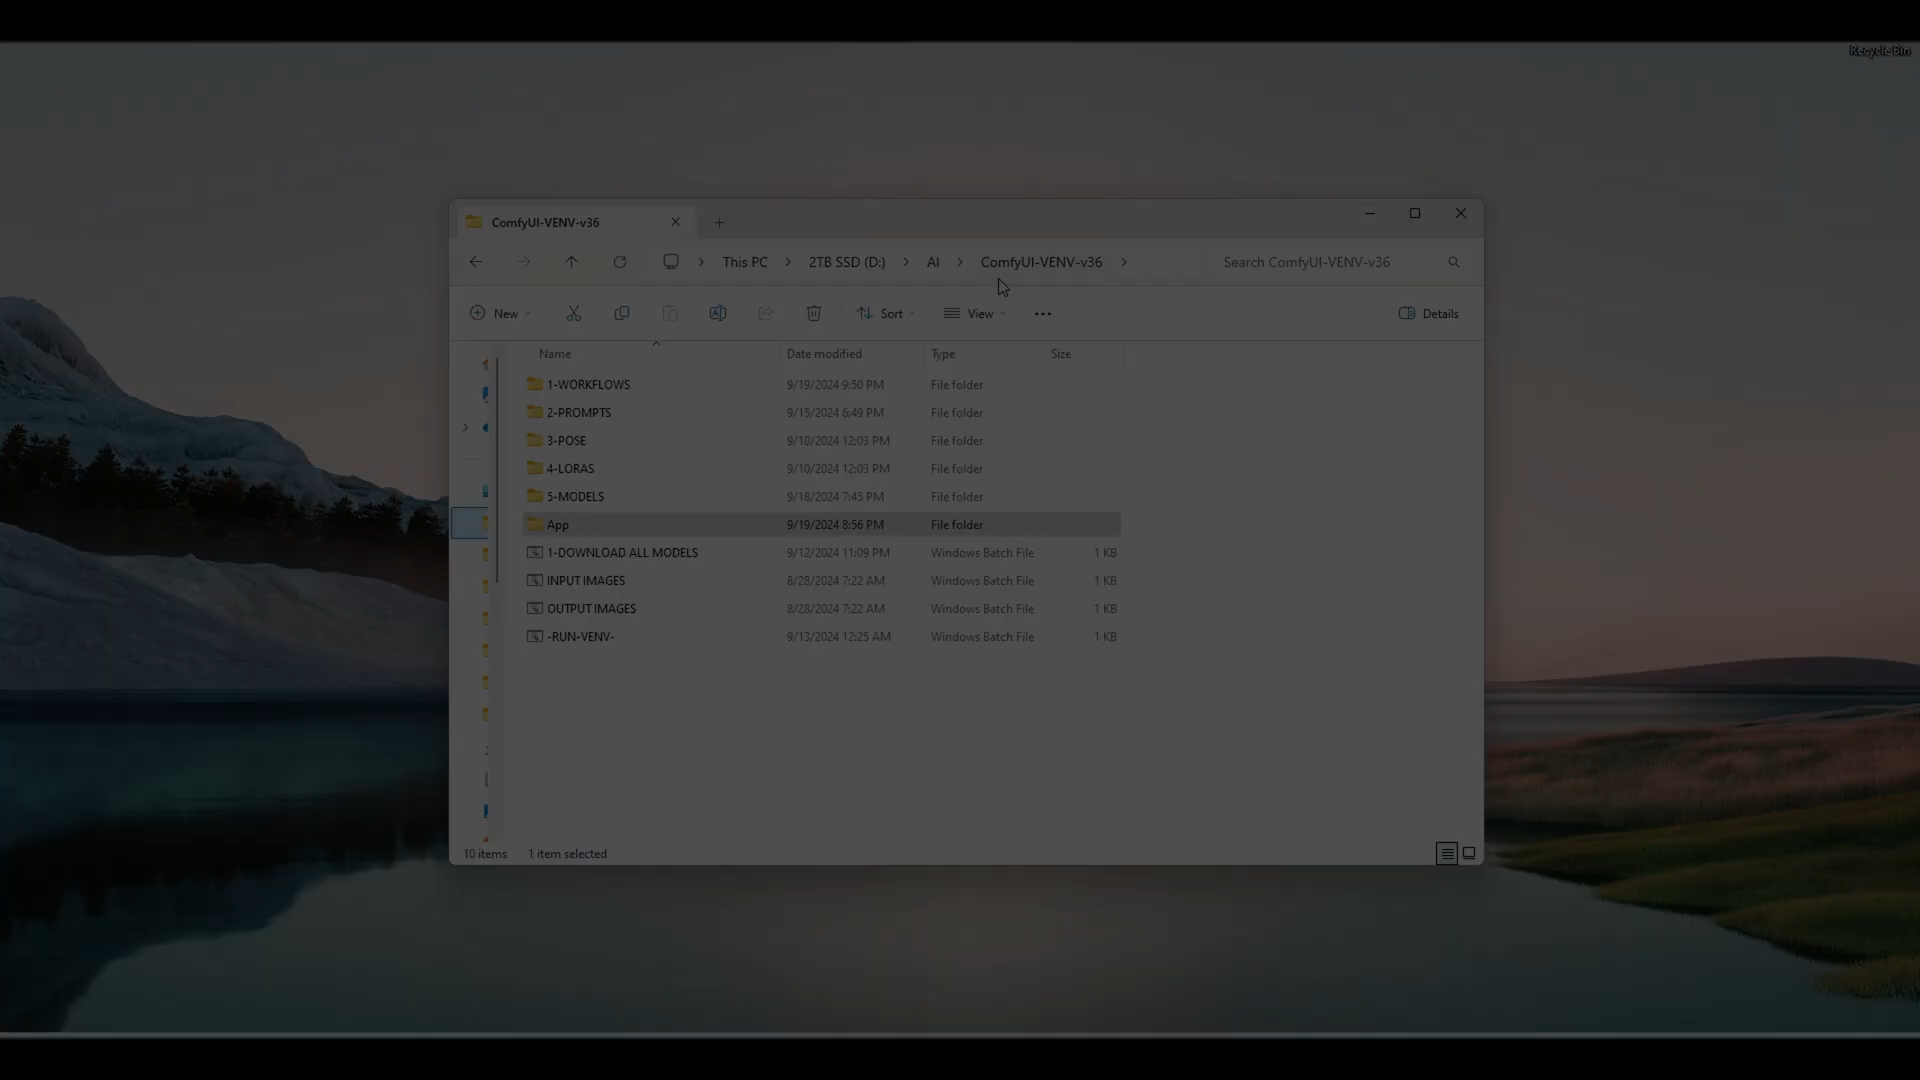 Recycle Bin
ComfyUI-VENV-v36
This PC 2TB SSD (D:) AI ComfyUI-VENV-v36 Search ComfyUI-VENV-v36
New Sort View Details
Name Date modified Type Size
1-WORKFLOWS 9/19/2024 9:50 PM File folder
2-PROMPTS 9/15/2024 6:49 PM File folder
3-POSE 9/10/2024 12:03 PM File folder
4-LORAS 9/10/2024 12:03 PM File folder
5-MODELS 9/18/2024 7:45 PM File folder
App 9/19/2024 8:56 PM File folder
1-DOWNLOAD ALL MODELS 9/12/2024 11:09 PM Windows Batch File 1 KB
INPUT IMAGES 8/28/2024 7:22 AM Windows Batch File 1 KB
OUTPUT IMAGES 8/28/2024 7:22 AM Windows Batch File 1 KB
-RUN-VENV- 9/13/2024 12:25 AM Windows Batch File 1 KB
10 items 1 item selected